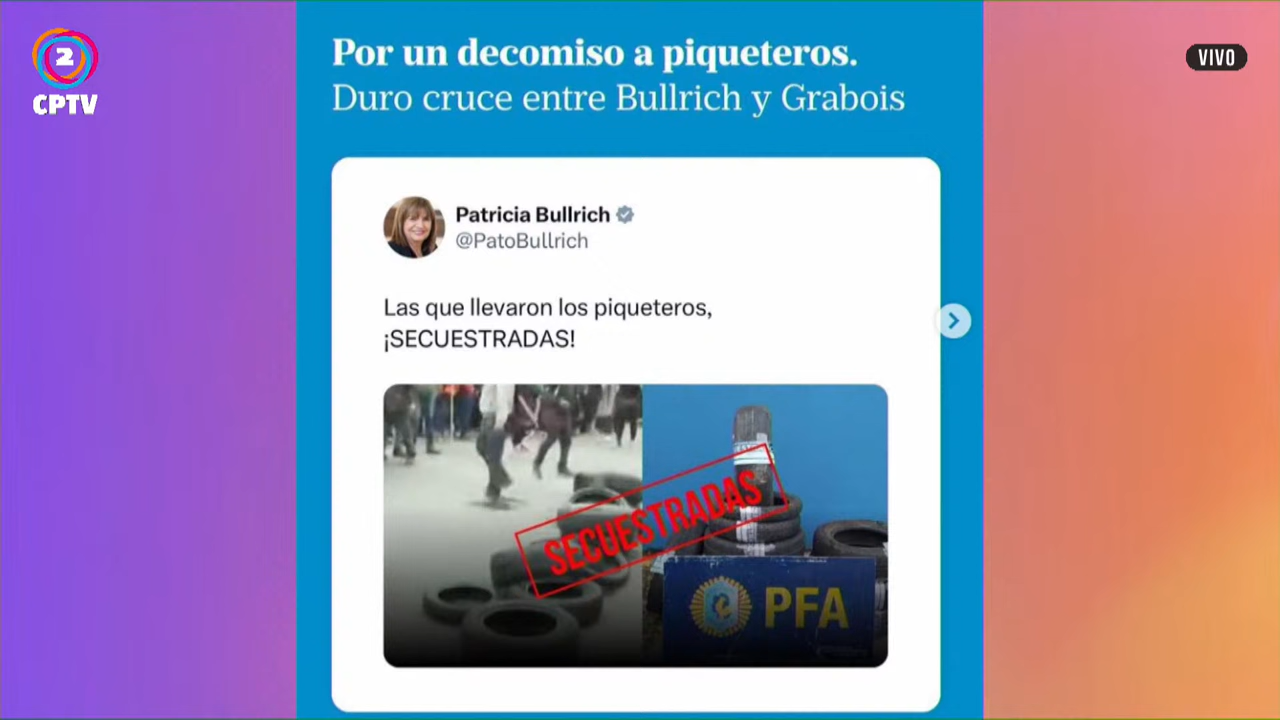 2
CPTV
VIVO
Por un decomiso a piqueteros.
Duro cruce entre Bullrich y Grabois
Patricia Bullrich
@PatoBullrich
Las que llevaron los piqueteros,
¡SECUESTRADAS!
SECUESTRADAS
PFA